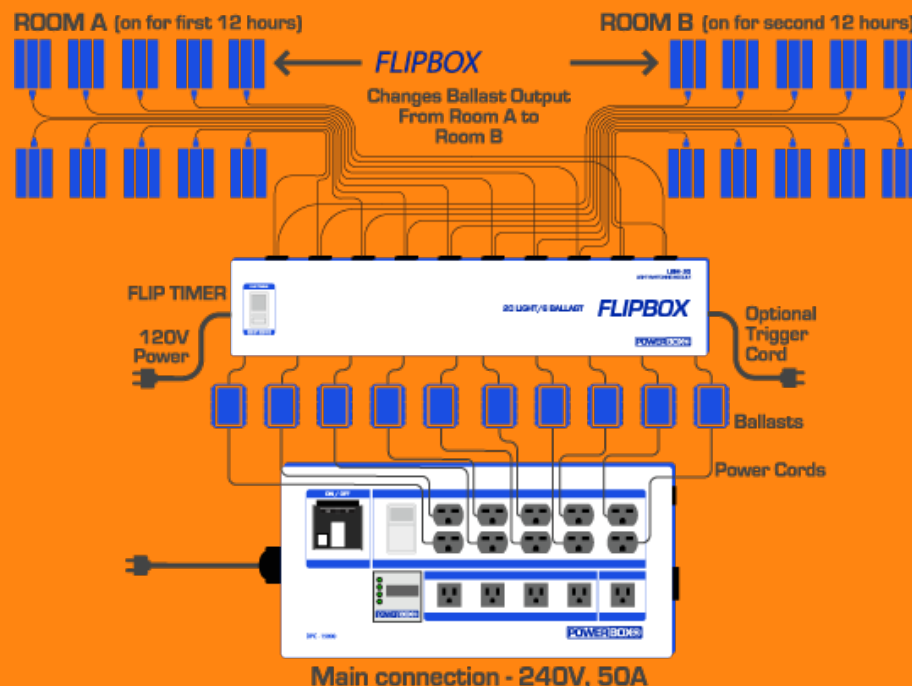 ROOM A (on for first 12 hours)
ROOM B (on for second 12 hours)
FLIPBOX
Changes Ballast Output
From Room A to
Room B
FLIP TIMER
120V
Power
20 LIGHT/
BALLAST
FLIPBOX
POWERBOX
Optional
Trigger
Cord
Ballasts
Power Cords
ON / OFF
POWERBOX
POWERBOX
Main connection - 240V, 50A